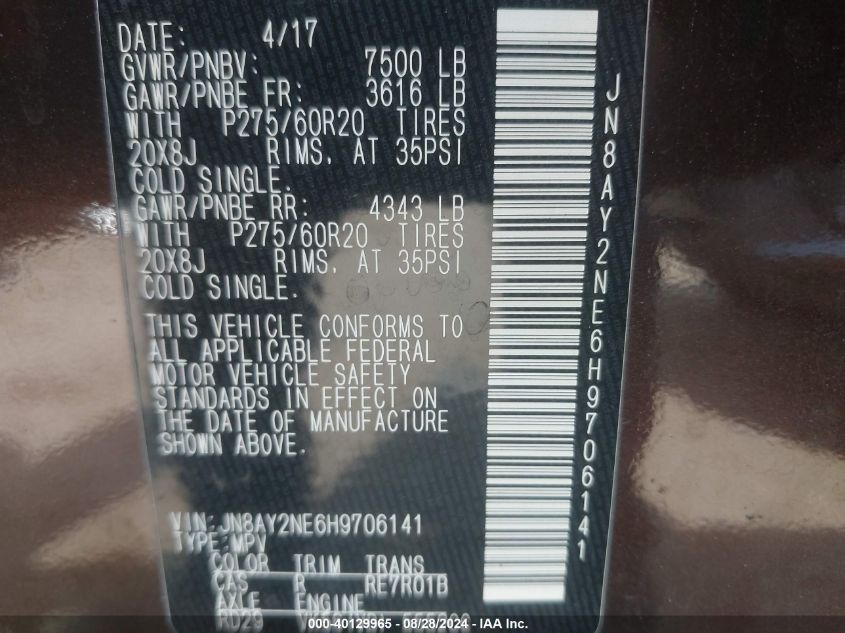 DATE: 4/17
GVWR/PNBV: 7500 LB
GAWR/PNBE FR: 3616 LB
WITH P275/60R20 TIRES
20X8J RIMS, AT 35PSI
COLD SINGLE.
GAWR/PNBE RR: 4343 LB
WITH P275/60R20 TIRES
20X8J RIMS, AT 35PSI
COLD SINGLE.
THIS VEHICLE CONFORMS TO
ALL APPLICABLE FEDERAL
MOTOR VEHICLE SAFETY
STANDARDS IN EFFECT ON
THE DATE OF MANUFACTURE
SHOWN ABOVE.
VIN:JN8AY2NE6H9706141
TYPE:MPV
COLOR TRIM TRANS
CAS R RE7R01B
AXLE ENGINE
RD29
JN8AY2NE6H9706141
000-40129965 - 08/28/2024 - IAA Inc.